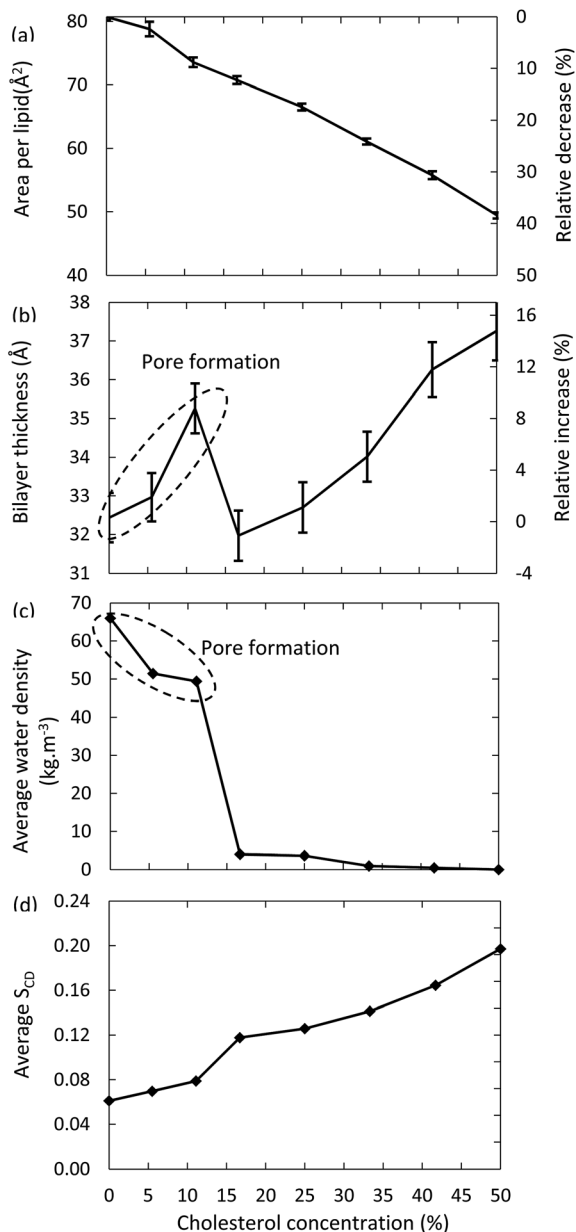 (a)
Area per lipid(Å²)
80
70
60
50
40
0
10
20
30
40
50
Relative decrease (%)
(b)
Bilayer thickness (Å)
38
37
36
35
34
33
32
31
Pore formation
16
12
8
4
0
-4
Relative increase (%)
(c)
Average water density
(kg.m⁻³)
70
60
50
40
30
20
10
0
Pore formation
(d)
Average S_CD
0.24
0.20
0.16
0.12
0.08
0.04
0.00
0 5 10 15 20 25 30 35 40 45 50
Cholesterol concentration (%)